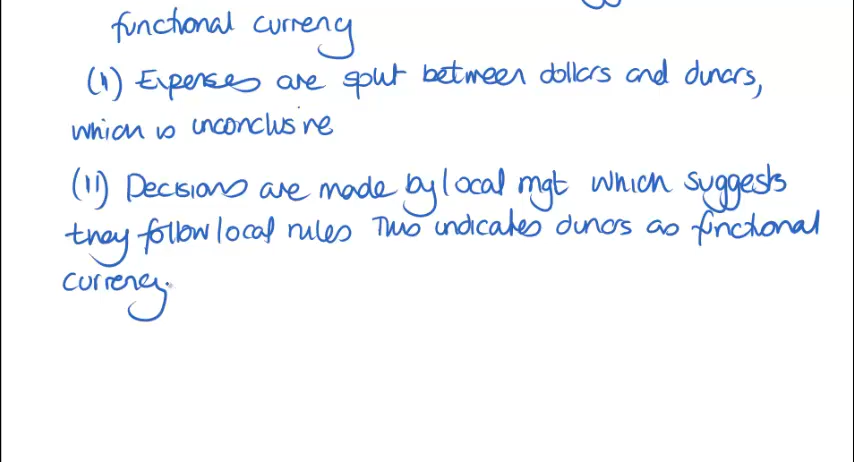 functional currency
(i) Expenses are split between dollars and dinars,
which is inconclusive
(ii) Decisions are made by local mgt which suggests
they follow local rules This indicates dinars as functional
currency.